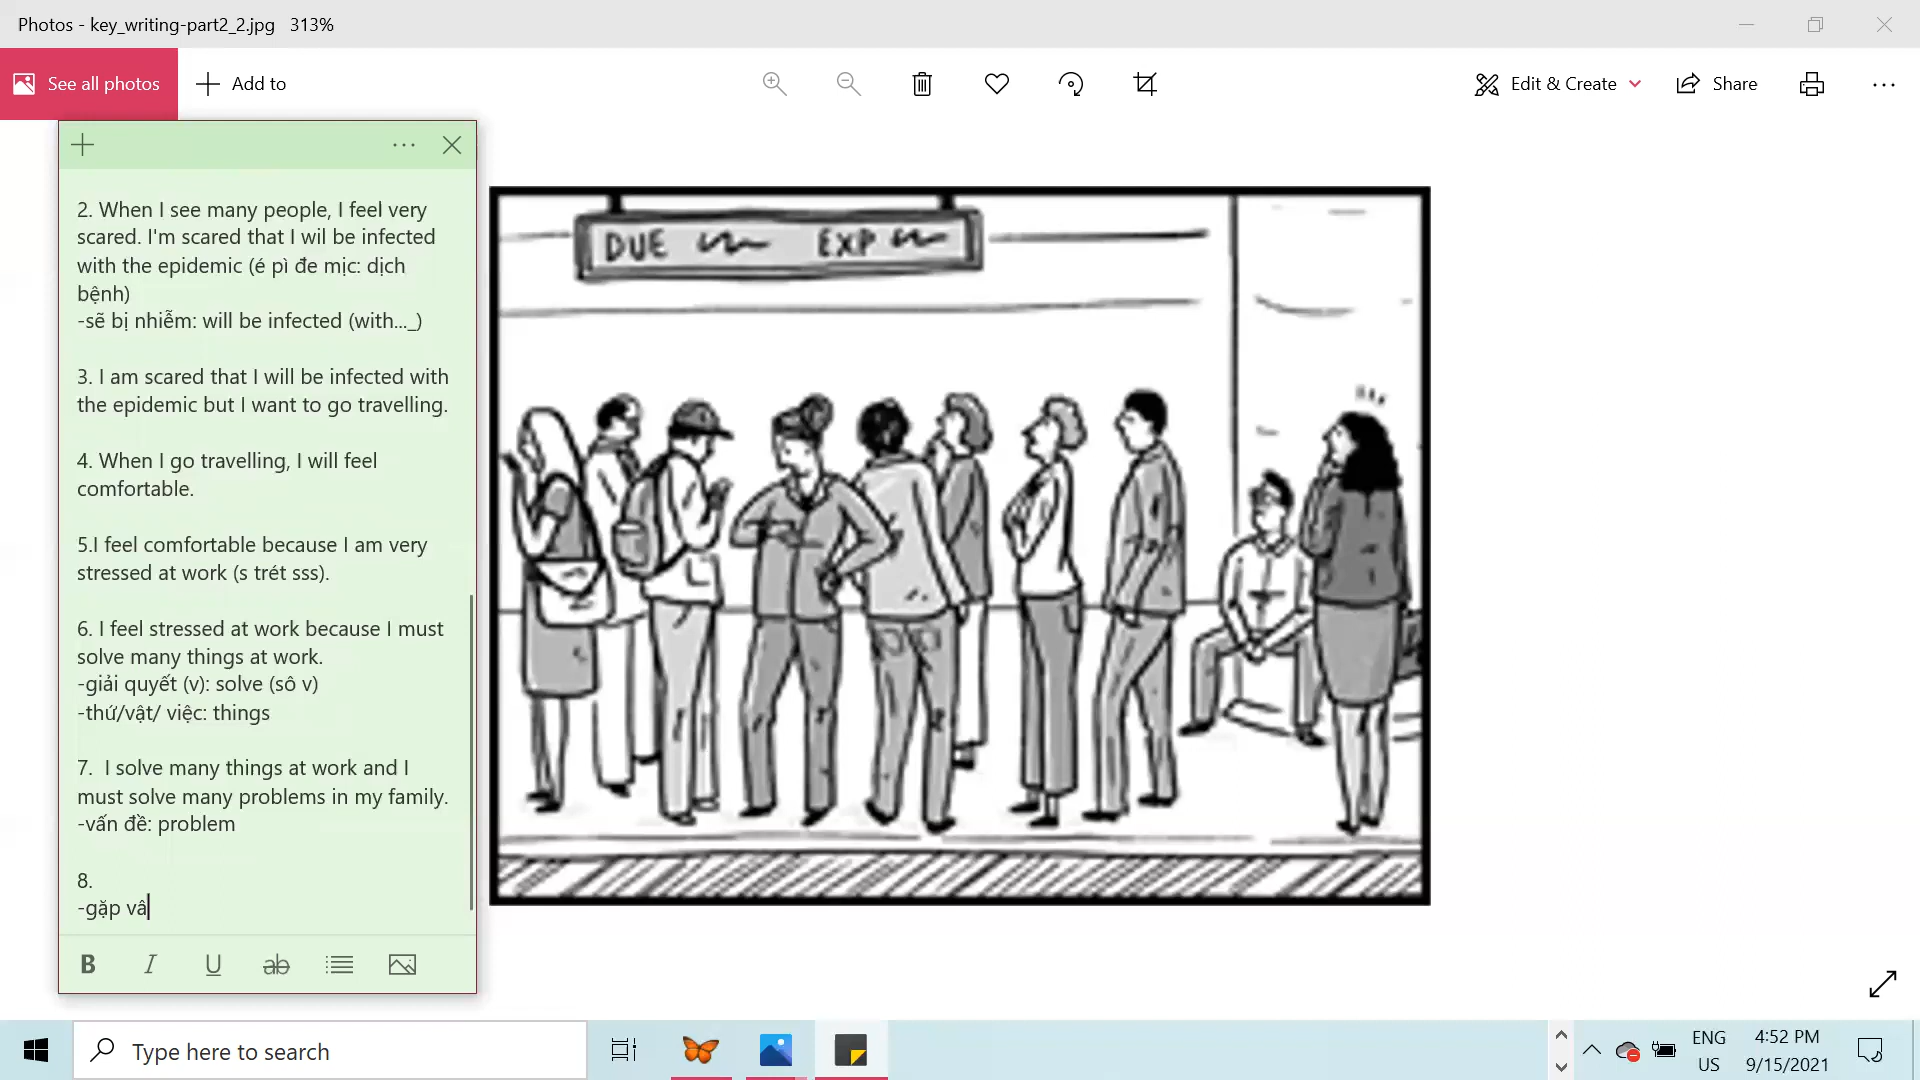 Photos - key_writing-part2_2.jpg   313%
See all photos
Add to
Edit & Create
Share
2. When I see many people, I feel very
scared. I'm scared that I wil be infected
with the epidemic (é pì đe mịc: dịch
bệnh)
-sẽ bị nhiễm: will be infected (with..._)
3. I am scared that I will be infected with
the epidemic but I want to go travelling.
4. When I go travelling, I will feel
comfortable.
5.I feel comfortable because I am very
stressed at work (s trét sss).
6. I feel stressed at work because I must
solve many things at work.
-giải quyết (v): solve (sô v)
-thứ/vật/ việc: things
7.  I solve many things at work and I
must solve many problems in my family.
-vấn đề: problem
8.
-gặp vâ
B I U ab
DUE EXP
Type here to search
ENG
US
4:52 PM
9/15/2021